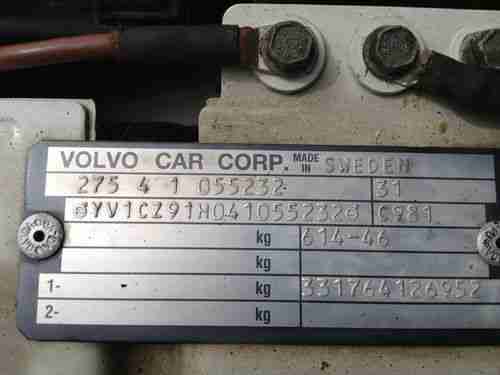 VOLVO CAR CORP. MADE IN SWEDEN
275 4 1 055232 31
YV1CZ91H041055232 C981
kg 614-46
kg
1- kg 331764126952
2- kg